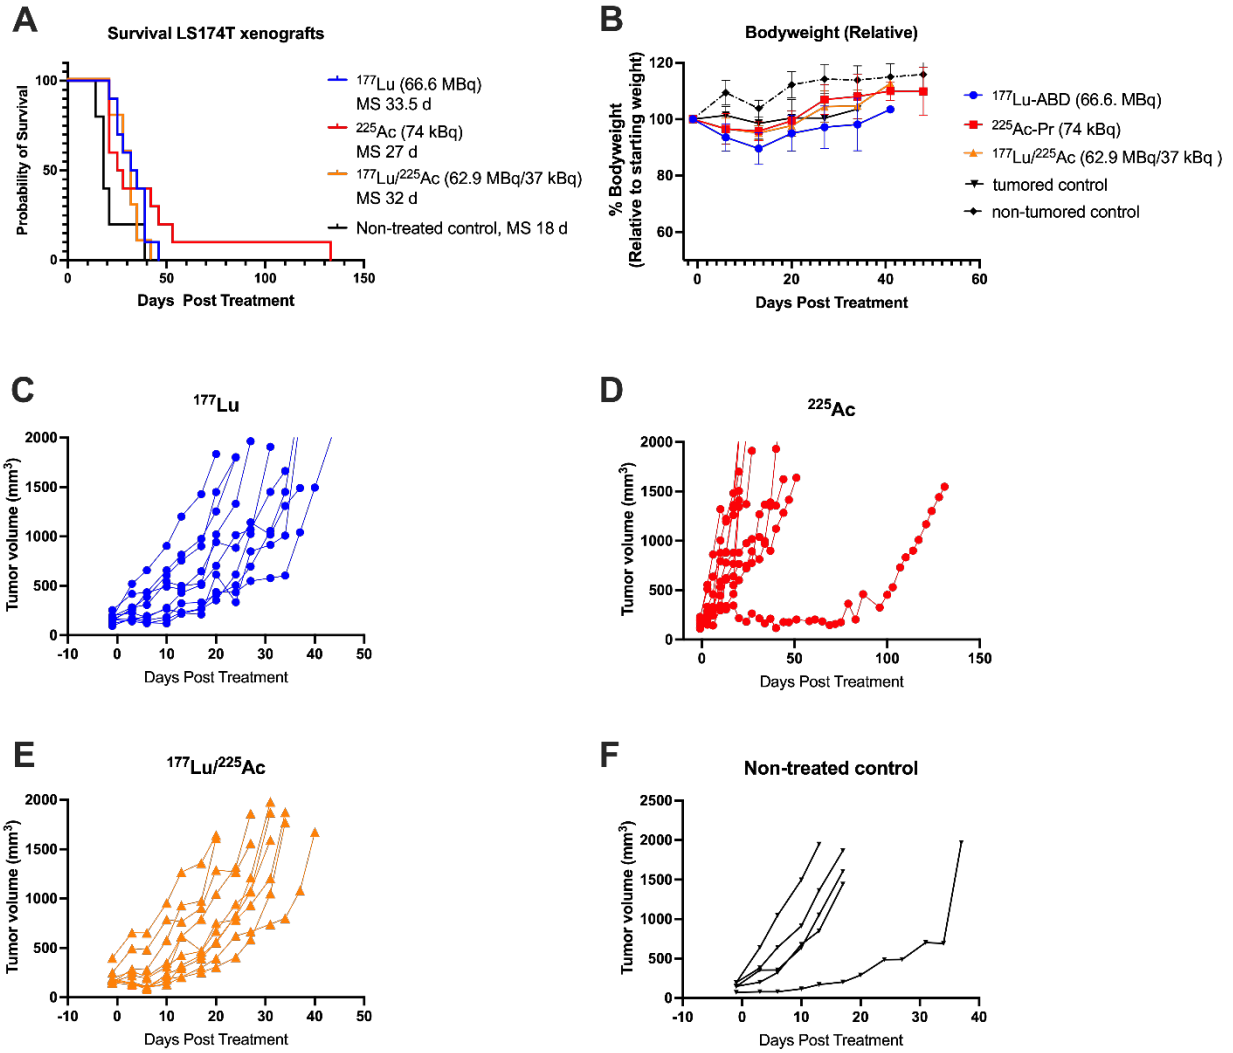 A
Survival LS174T xenografts
Probability of Survival
100
50
0
0 50 100 150
Days Post Treatment
177Lu (66.6 MBq)
MS 33.5 d
225Ac (74 kBq)
MS 27 d
177Lu/225Ac (62.9 MBq/37 kBq)
MS 32 d
Non-treated control, MS 18 d
B
Bodyweight (Relative)
% Bodyweight
(Relative to starting weight)
120
100
80
60
0 20 40 60
Days Post Treatment
177Lu-ABD (66.6. MBq)
225Ac-Pr (74 kBq)
177Lu/225Ac (62.9 MBq/37 kBq )
tumored control
non-tumored control
C
177Lu
Tumor volume (mm3)
2000
1500
1000
500
0
-10 0 10 20 30 40 50
Days Post Treatment
D
225Ac
Tumor volume (mm3)
2000
1500
1000
500
0
0 50 100 150
Days Post Treatment
E
177Lu/225Ac
Tumor volume (mm3)
2000
1500
1000
500
0
-10 0 10 20 30 40 50
Days Post Treatment
F
Non-treated control
Tumor volume (mm3)
2500
2000
1500
1000
500
0
-10 0 10 20 30 40
Days Post Treatment